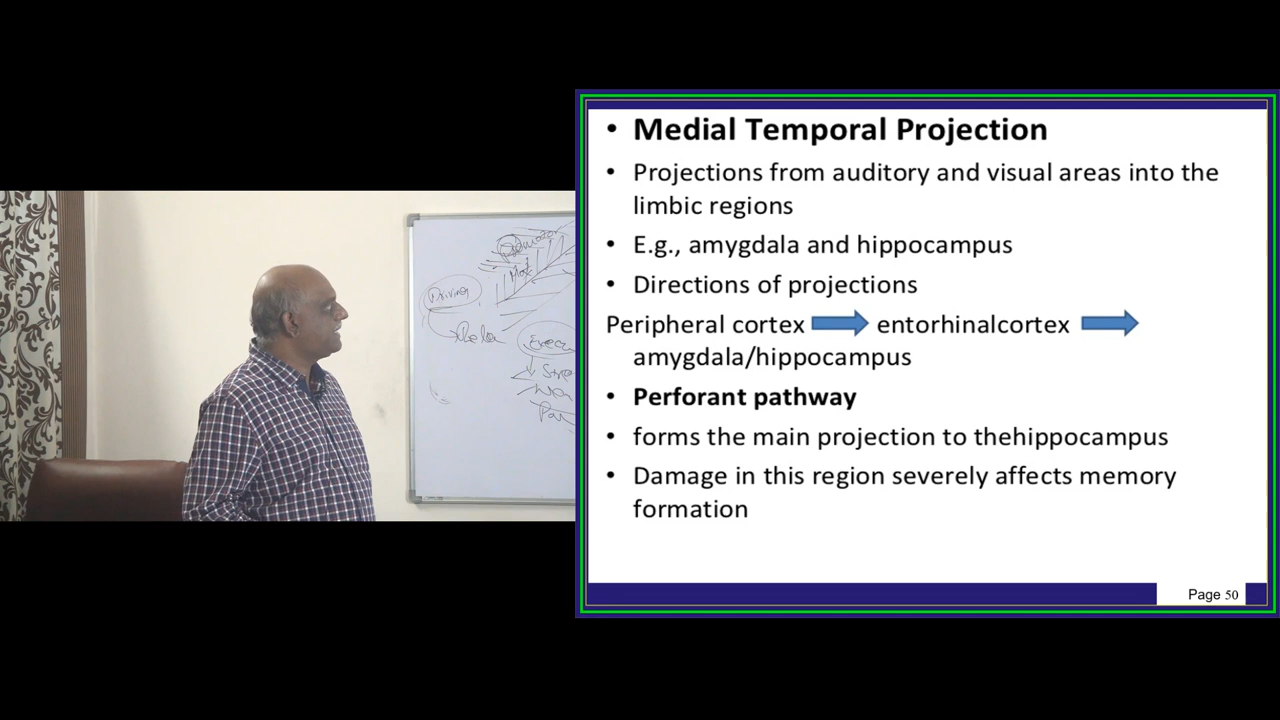 Driving
• Medial Temporal Projection
• Projections from auditory and visual areas into the
limbic regions
• E.g., amygdala and hippocampus
• Directions of projections
Peripheral cortex entorhinalcortex
amygdala/hippocampus
• Perforant pathway
• forms the main projection to thehippocampus
• Damage in this region severely affects memory
formation
Page 50